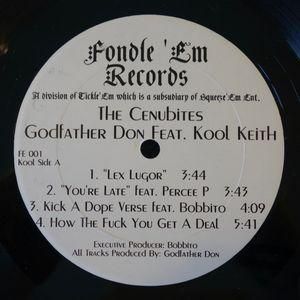 Fondle 'Em
Records
A division of Tickle'Em which is a subsudiary of Squeeze'Em Ent.
The Cenubites
Godfather Don Feat. Kool Keith
FE 001
Kool Side A
1. "Lex Lugor" 3:44
2. "You're Late" feat. Percee P 3:43
3. Kick A Dope Verse feat. Bobbito 4:09
4. How The Fuck You Get A Deal 5:41
Executive Producer: Bobbito
All Tracks Produced By: Godfather Don